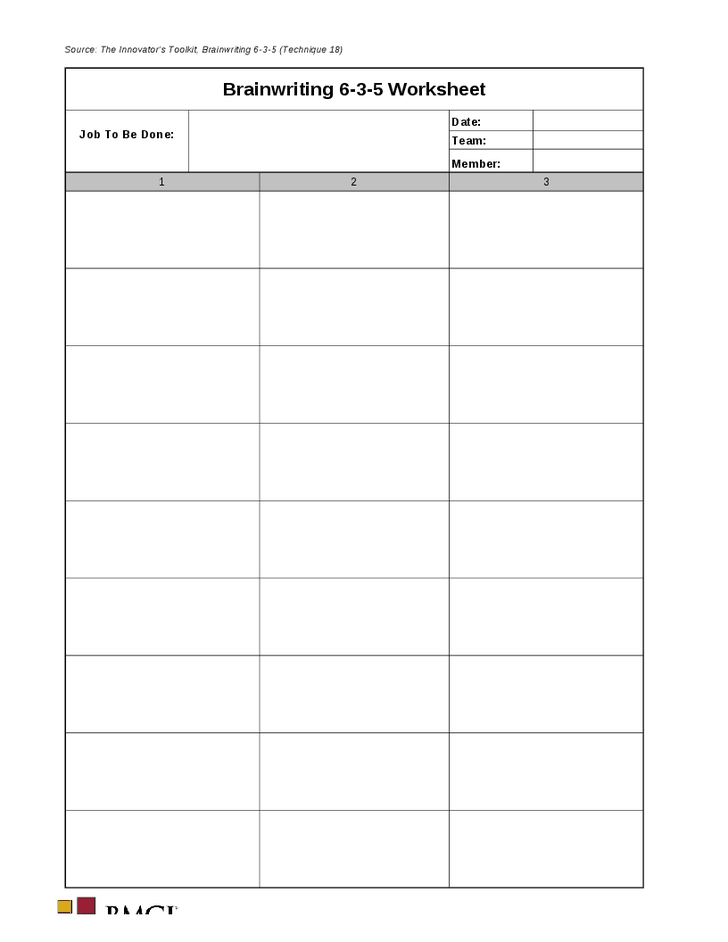 Source: The Innovator's Toolkit, Brainwriting 6-3-5 (Technique 18)
Brainwriting 6-3-5 Worksheet
Job To Be Done:
Date:
Team:
Member:
1 2 3
BMGI